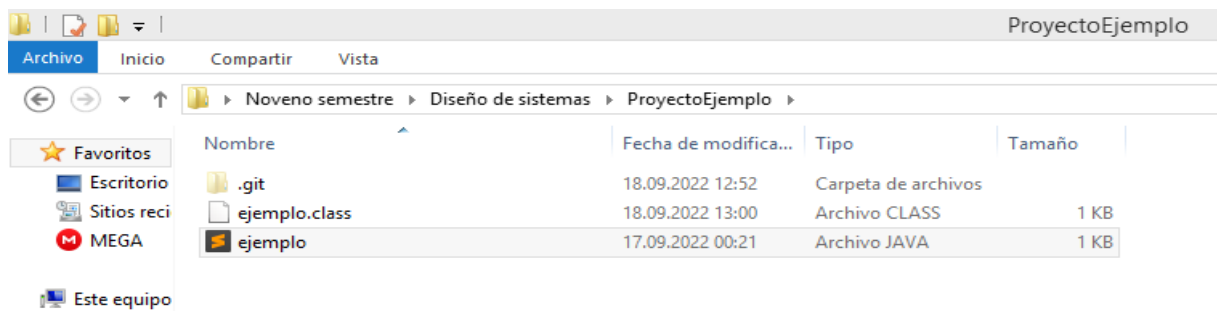 ProyectoEjemplo
Archivo Inicio Compartir Vista
Noveno semestre Diseño de sistemas ProyectoEjemplo
Favoritos
Escritorio
Sitios reci
MEGA
Este equipo
Nombre Fecha de modifica... Tipo Tamaño
.git 18.09.2022 12:52 Carpeta de archivos
ejemplo.class 18.09.2022 13:00 Archivo CLASS 1 KB
ejemplo 17.09.2022 00:21 Archivo JAVA 1 KB